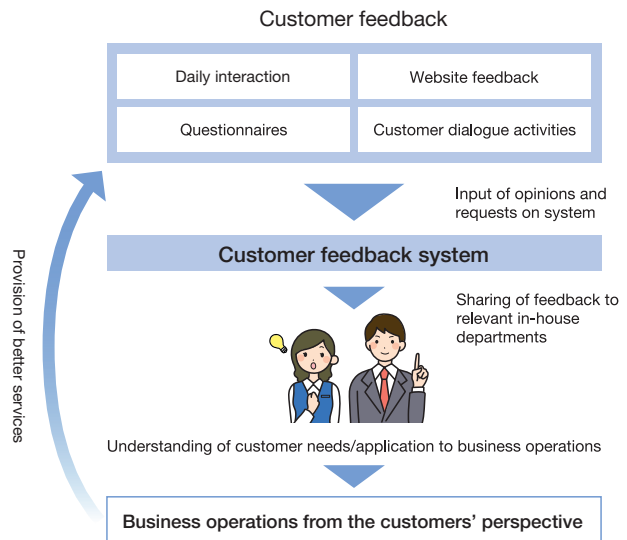 Customer feedback
Daily interaction
Website feedback
Questionnaires
Customer dialogue activities
Input of opinions and
requests on system
Customer feedback system
Sharing of feedback to
relevant in-house
departments
Provision of better services
Understanding of customer needs/application to business operations
Business operations from the customers’ perspective